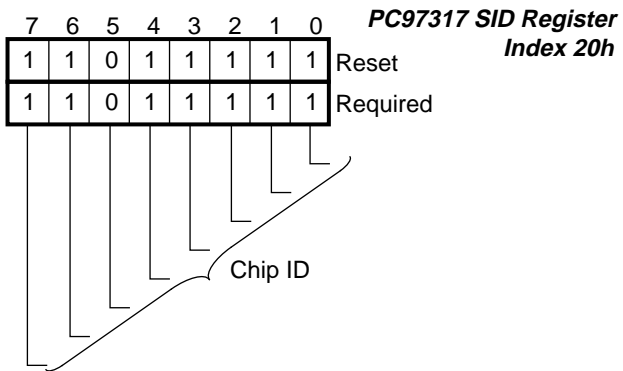 7 6 5 4 3 2 1 0
PC97317 SID Register
Index 20h
1 1 0 1 1 1 1 1 Reset
1 1 0 1 1 1 1 1 Required
Chip ID